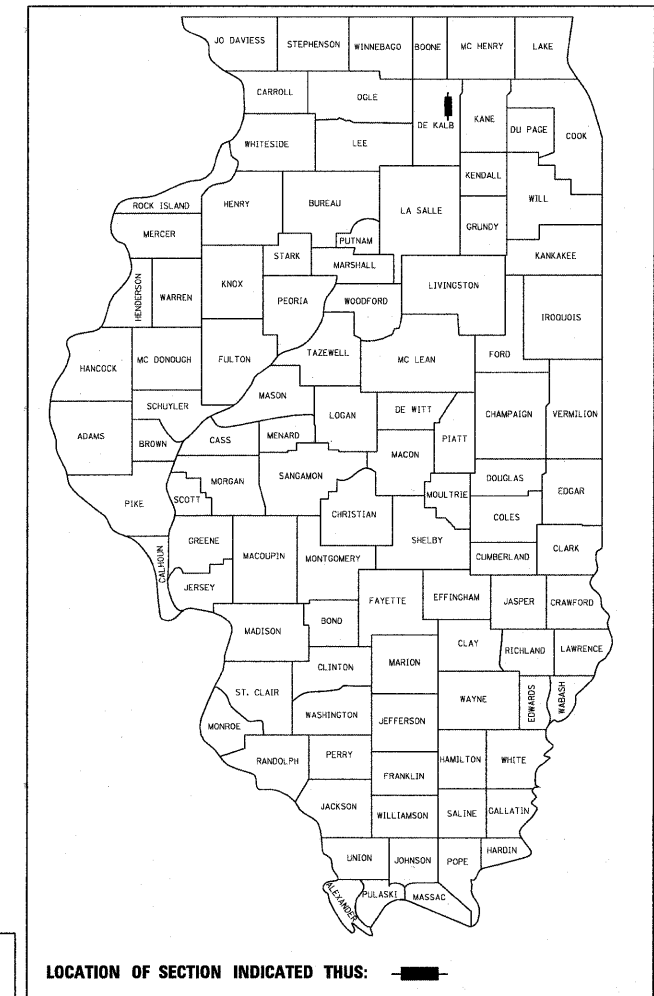 JO DAVIESS STEPHENSON WINNEBAGO BOONE MC HENRY LAKE
CARROLL OGLE DE KALB KANE DU PAGE COOK
WHITESIDE LEE
KENDALL WILL
ROCK ISLAND HENRY BUREAU LA SALLE GRUNDY
MERCER PUTNAM KANKAKEE
STARK MARSHALL
HENDERSON WARREN KNOX PEORIA WOODFORD LIVINGSTON IROQUOIS
HANCOCK MC DONOUGH FULTON TAZEWELL MC LEAN FORD
MASON
SCHUYLER LOGAN DE WITT CHAMPAIGN VERMILION
ADAMS BROWN CASS MENARD MACON PIATT
PIKE SCOTT MORGAN SANGAMON MOULTRIE DOUGLAS EDGAR
CHRISTIAN COLES
CALHOUN GREENE MACOUPIN MONTGOMERY SHELBY CUMBERLAND CLARK
JERSEY FAYETTE EFFINGHAM JASPER CRAWFORD
MADISON BOND
CLAY RICHLAND LAWRENCE
CLINTON MARION
ST. CLAIR WAYNE EDWARDS WABASH
MONROE WASHINGTON JEFFERSON
RANDOLPH PERRY HAMILTON WHITE
FRANKLIN
JACKSON WILLIAMSON SALINE GALLATIN
UNION JOHNSON POPE HARDIN
ALEXANDER PULASKI MASSAC
LOCATION OF SECTION INDICATED THUS: